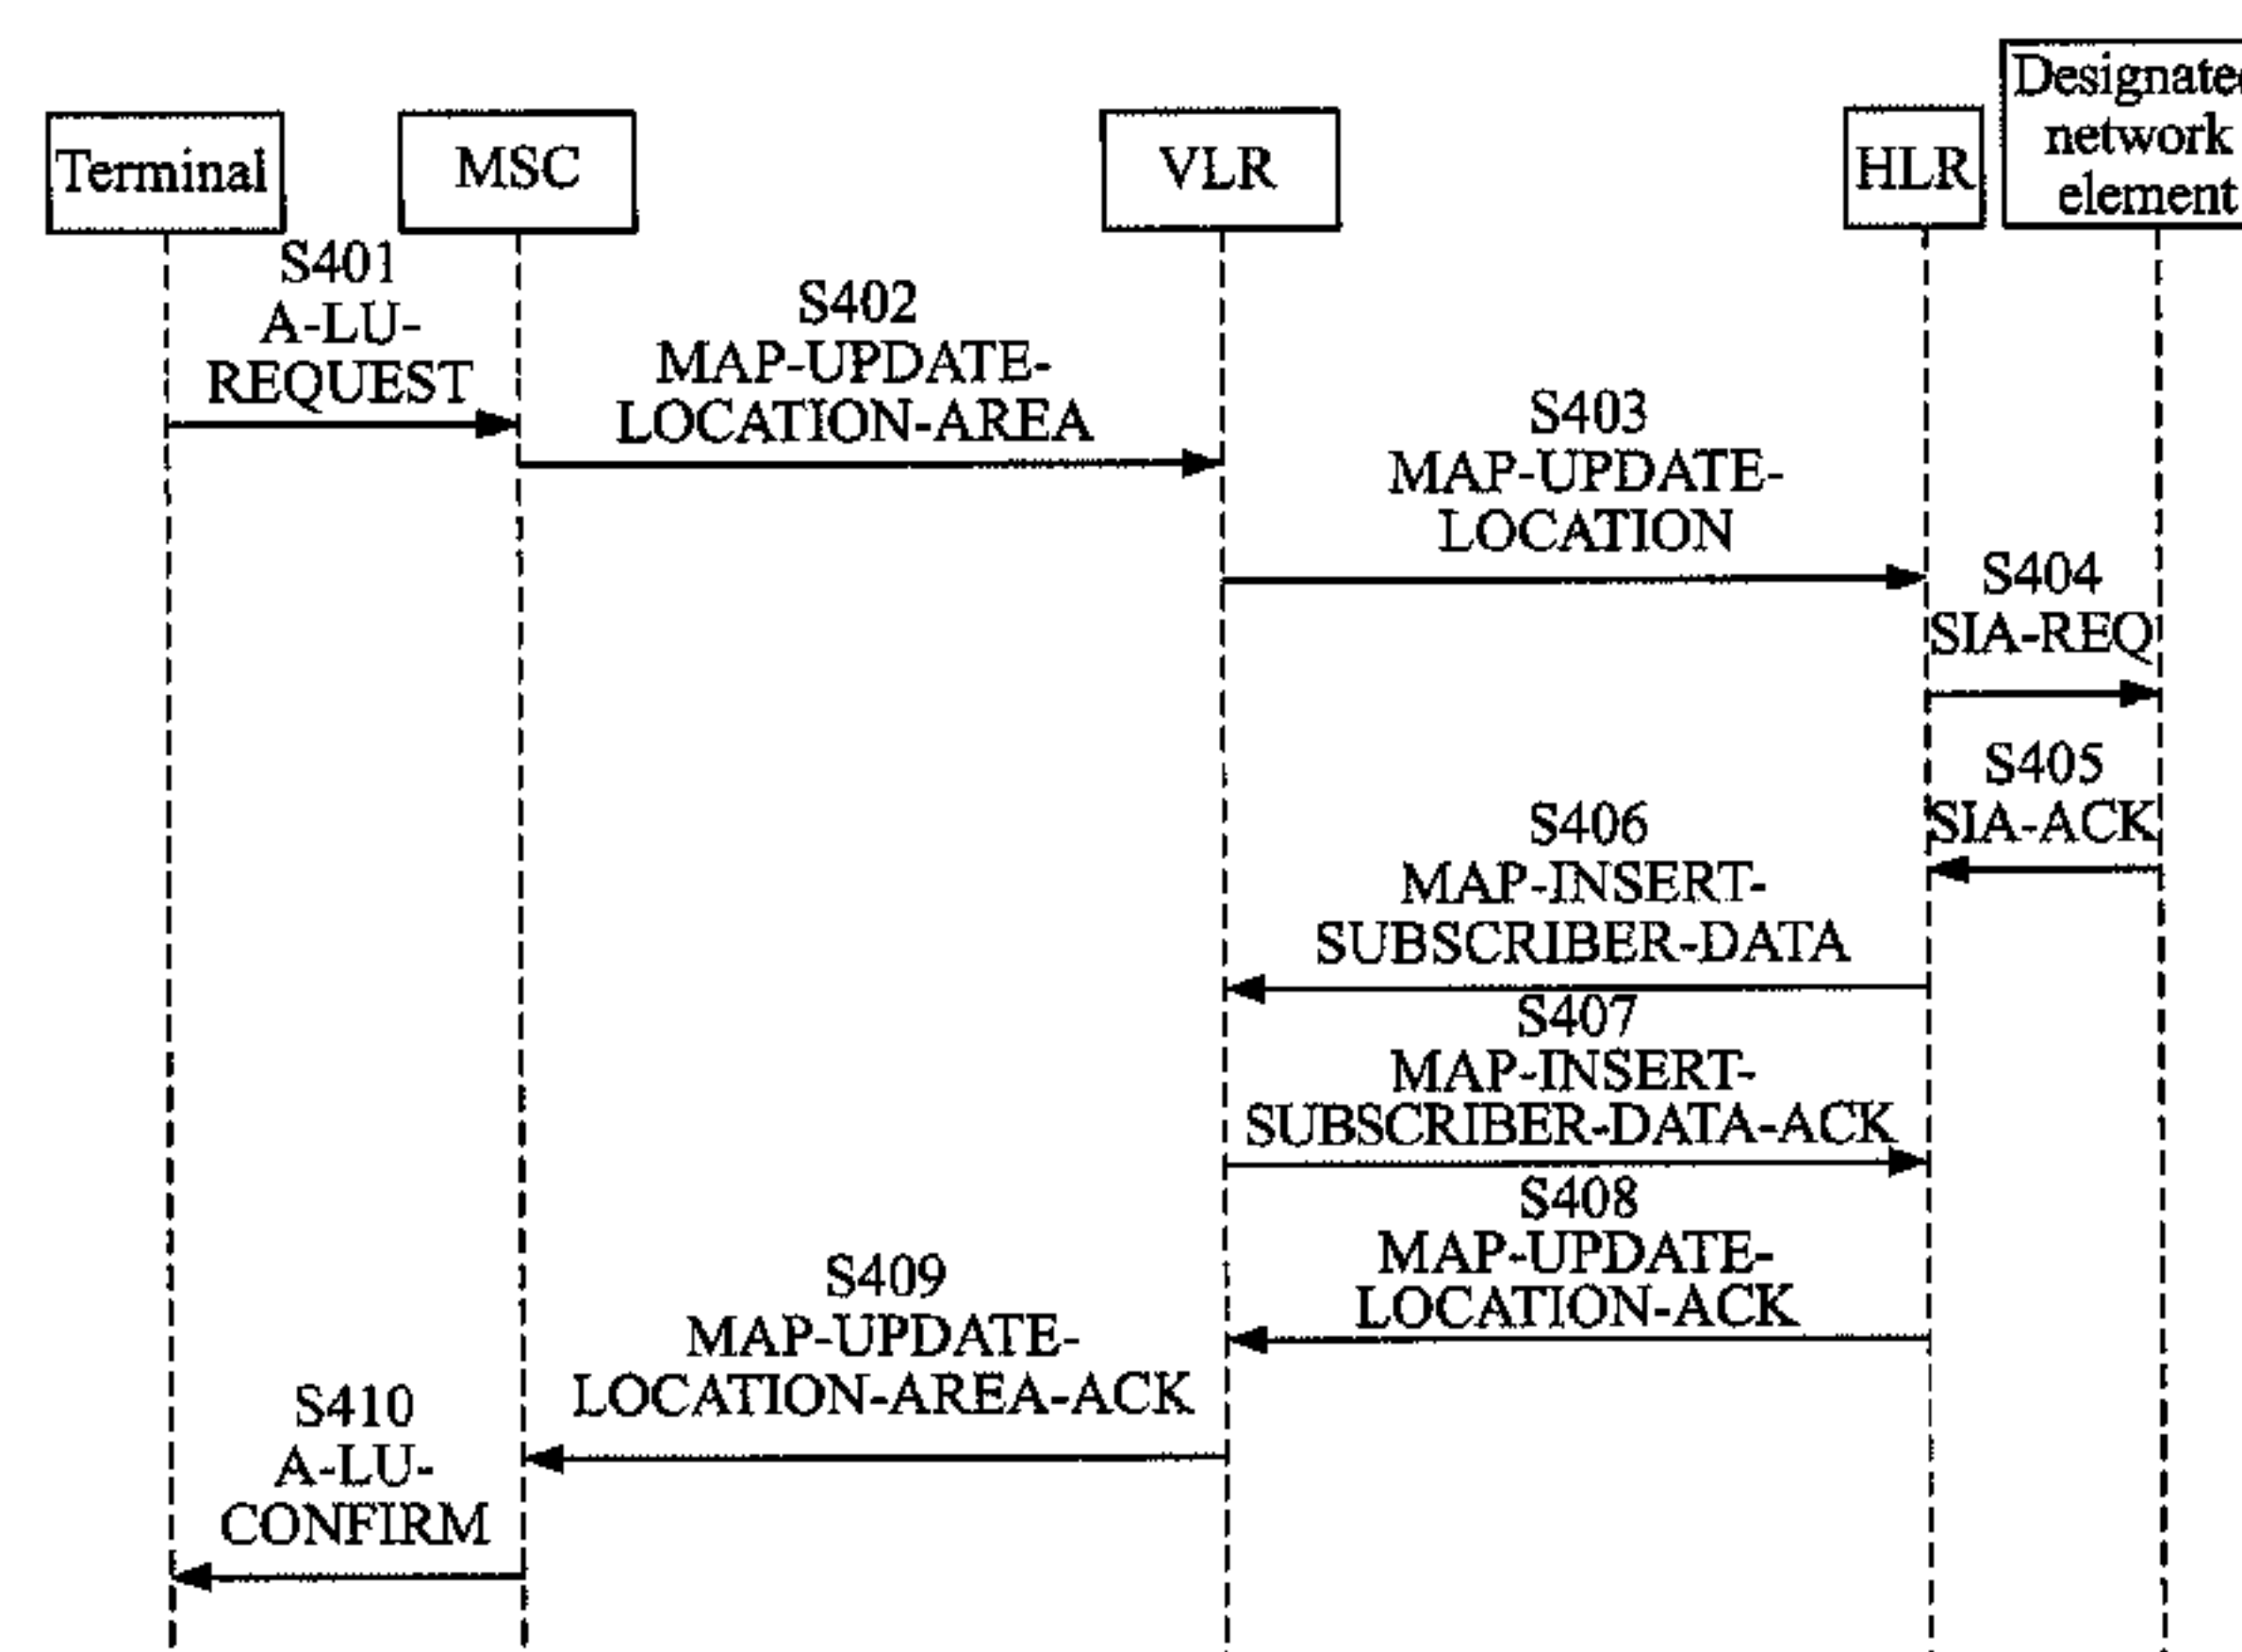 Terminal
MSC
VLR
HLR
Designated
network
element
S401
A-LU-
REQUEST
S402
MAP-UPDATE-
LOCATION-AREA
S403
MAP-UPDATE-
LOCATION
S404
SIA-REQ
S405
SIA-ACK
S406
MAP-INSERT-
SUBSCRIBER-DATA
S407
MAP-INSERT-
SUBSCRIBER-DATA-ACK
S408
MAP-UPDATE-
LOCATION-ACK
S409
MAP-UPDATE-
LOCATION-AREA-ACK
S410
A-LU-
CONFIRM